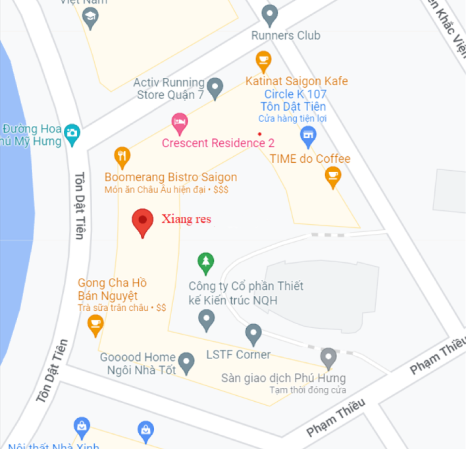 Việt Nam
Runners Club
Activ Running
Store Quận 7
Katinat Saigon Kafe
Circle K 107
Tôn Dật Tiên
Cửa hàng tiện lợi
Đường Hoa
Phú Mỹ Hưng
Crescent Residence 2
TIME do Coffee
Boomerang Bistro Saigon
Món ăn Châu Âu hiện đại • $$$
Tôn Dật Tiên
Xiang res
Gong Cha Hồ
Bán Nguyệt
Trà sữa trân châu • $$
Công ty Cổ phần Thiết
kế Kiến trúc NQH
LSTF Corner
Gooood Home
Ngôi Nhà Tốt
Sàn giao dịch Phú Hưng
Tạm thời đóng cửa
Phạm Thiều
Phạm Thiều
Tôn Dật Tiên
Nội thất Nhà Xinh